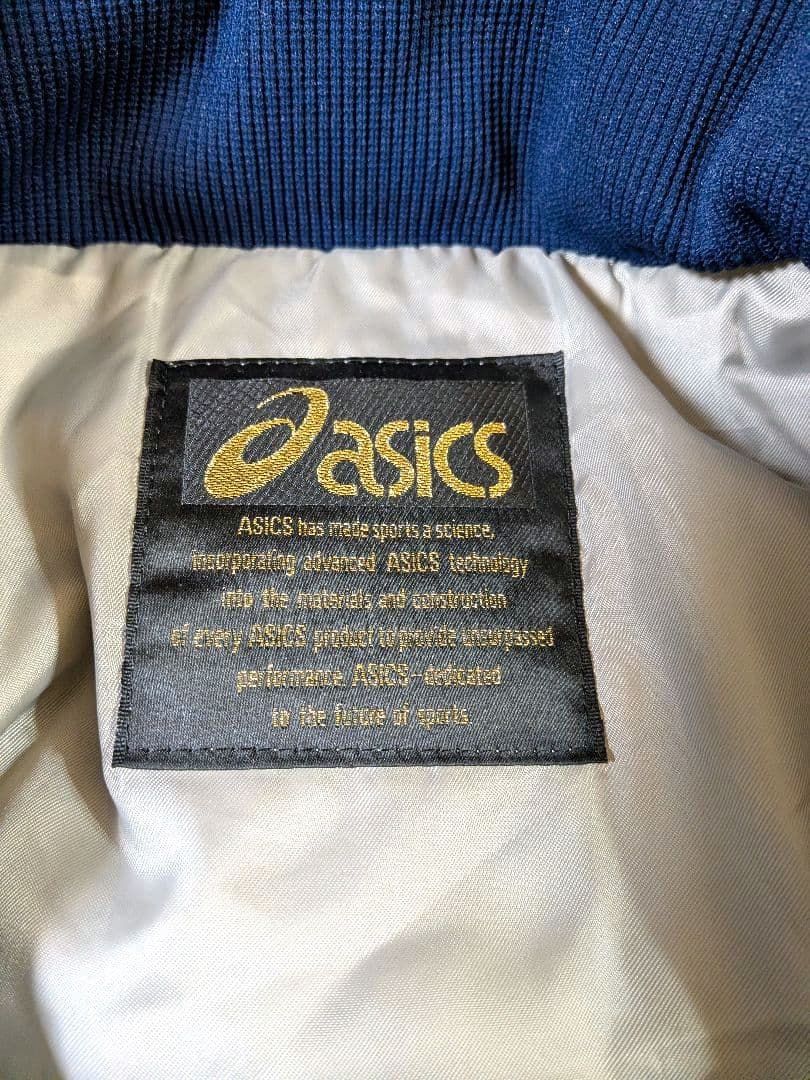 asics
ASICS has made sports a science,
incorporating advanced ASICS technology
into the materials and construction
of every ASICS product to provide unsurpassed
performance. ASICS-dedicated
to the future of sports.